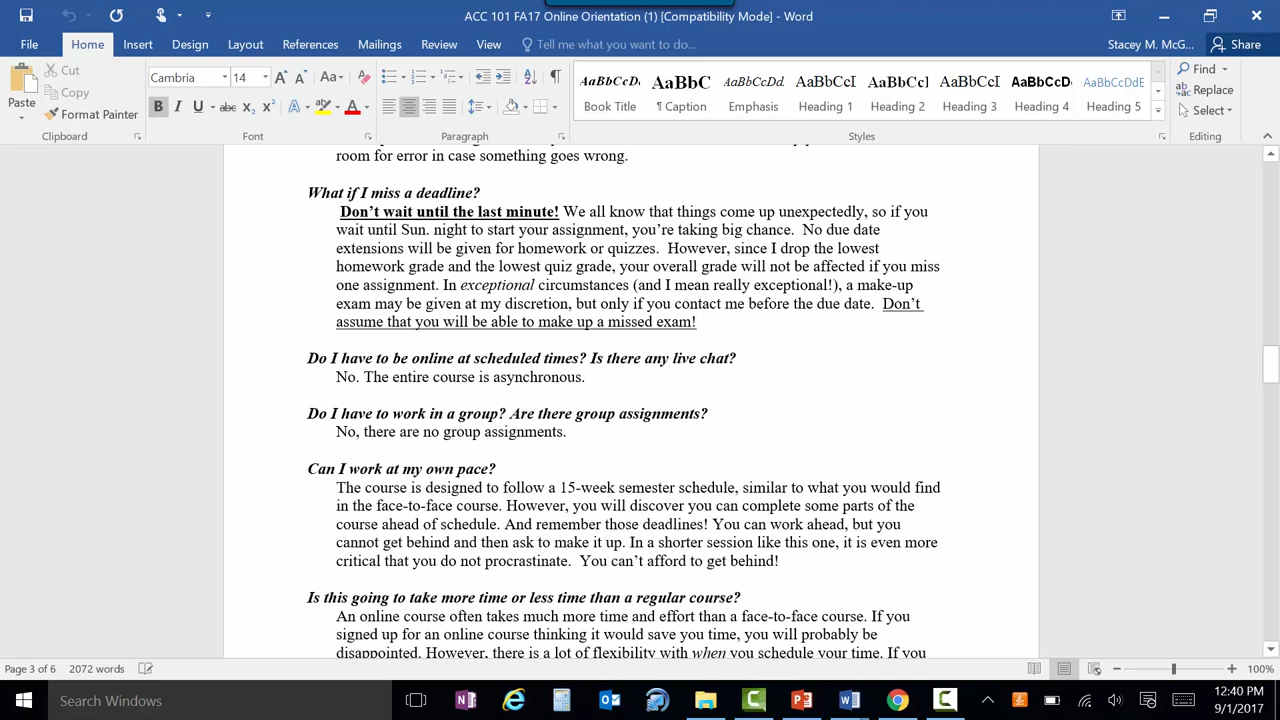 ACC 101 FA17 Online Orientation (1) [Compatibility Mode] - Word
File Home Insert Design Layout References Mailings Review View Tell me what you want to do... Stacey M. McG... Share
Paste Cut Copy Format Painter
Clipboard
Cambria 14
Font
Paragraph
AaBbCcD. AaBbC AaBbCcDd AaBbCcI AaBbCcI AaBbCcI AaBbCcD AaBbCcDdE
Book Title ¶ Caption Emphasis Heading 1 Heading 2 Heading 3 Heading 4 Heading 5
Styles
Find
Replace
Select
Editing
room for error in case something goes wrong.
What if I miss a deadline?
Don't wait until the last minute! We all know that things come up unexpectedly, so if you
wait until Sun. night to start your assignment, you're taking big chance. No due date
extensions will be given for homework or quizzes. However, since I drop the lowest
homework grade and the lowest quiz grade, your overall grade will not be affected if you miss
one assignment. In exceptional circumstances (and I mean really exceptional!), a make-up
exam may be given at my discretion, but only if you contact me before the due date. Don't
assume that you will be able to make up a missed exam!
Do I have to be online at scheduled times? Is there any live chat?
No. The entire course is asynchronous.
Do I have to work in a group? Are there group assignments?
No, there are no group assignments.
Can I work at my own pace?
The course is designed to follow a 15-week semester schedule, similar to what you would find
in the face-to-face course. However, you will discover you can complete some parts of the
course ahead of schedule. And remember those deadlines! You can work ahead, but you
cannot get behind and then ask to make it up. In a shorter session like this one, it is even more
critical that you do not procrastinate. You can't afford to get behind!
Is this going to take more time or less time than a regular course?
An online course often takes much more time and effort than a face-to-face course. If you
signed up for an online course thinking it would save you time, you will probably be
disappointed. However, there is a lot of flexibility with when you schedule your time. If you
Page 3 of 6 2072 words 100%
Search Windows
12:40 PM
9/1/2017